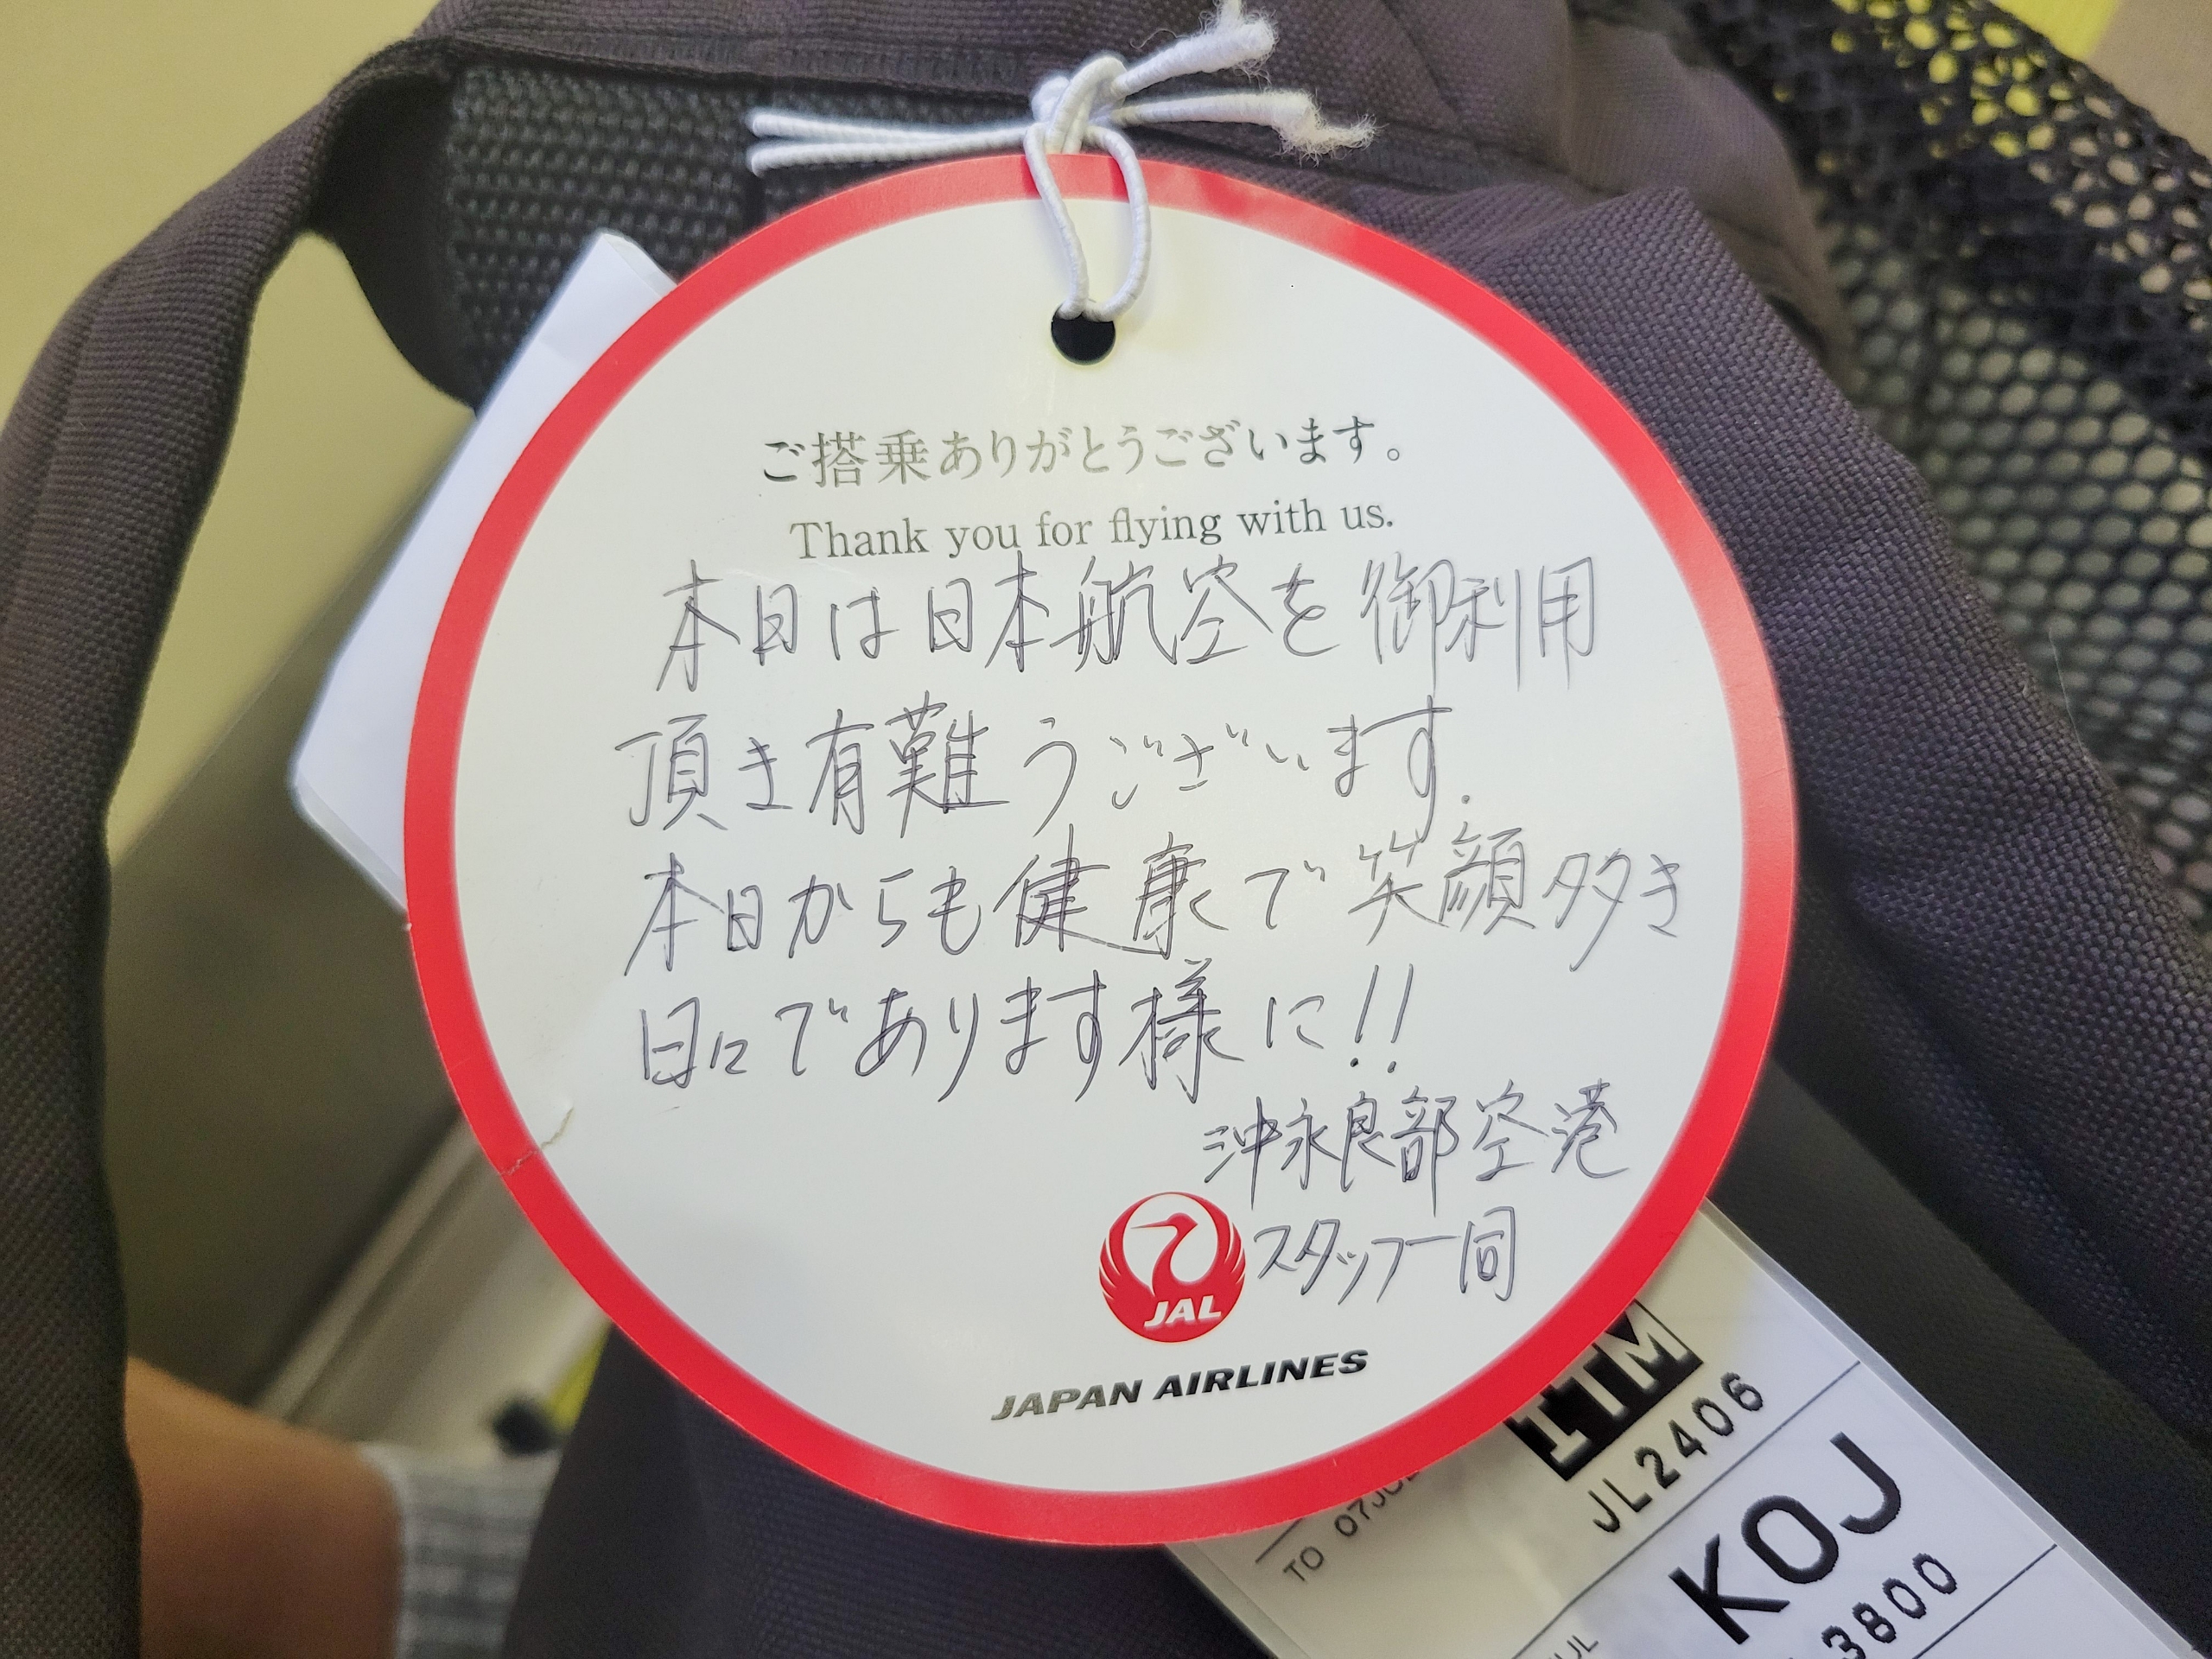 ご搭乗ありがとうございます。
Thank you for flying with us.
本日は日本航空を御利用
頂き有難うございます.
本日からも健康で笑顔多き
日々であります様に!!
沖永良部空港
スタッフ一同
JAL
JAPAN AIRLINES
ITM
JL2406
TO
KOJ
3800